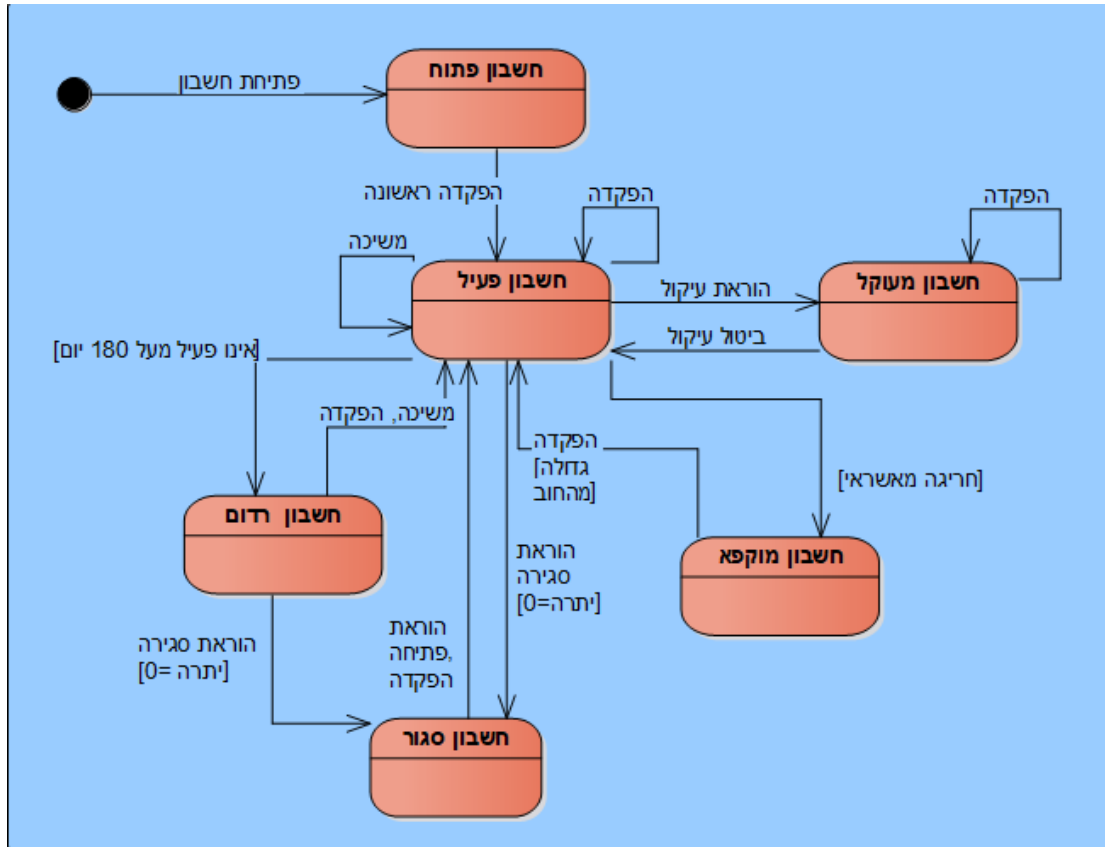 חשבון פתוח
פתיחת חשבון
הפקדה ראשונה
הפקדה
הפקדה
משיכה
חשבון פעיל
חשבון מעוקל
הוראת עיקול
ביטול עיקול
[אינו פעיל מעל 180 יום]
משיכה, הפקדה
הפקדה
[גדולה
מהחוב]
[חריגה מאשראי]
חשבון רדום
חשבון מוקפא
הוראת
סגירה
[יתרה=0]
הוראת סגירה
[יתרה =0]
הוראת
פתיחה,
הפקדה
חשבון סגור